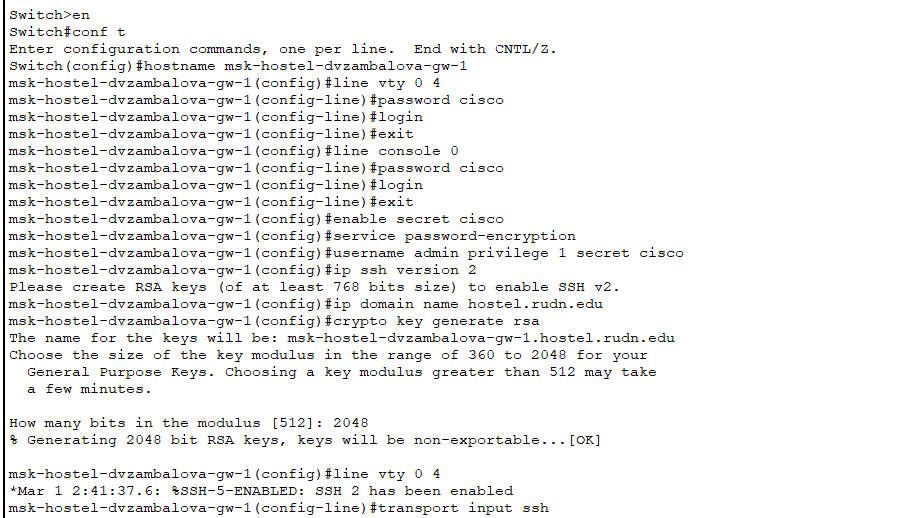 Switch>en
Switch#conf t
Enter configuration commands, one per line.  End with CNTL/Z.
Switch(config)#hostname msk-hostel-dvzambalova-gw-1
msk-hostel-dvzambalova-gw-1(config)#line vty 0 4
msk-hostel-dvzambalova-gw-1(config-line)#password cisco
msk-hostel-dvzambalova-gw-1(config-line)#login
msk-hostel-dvzambalova-gw-1(config-line)#exit
msk-hostel-dvzambalova-gw-1(config)#line console 0
msk-hostel-dvzambalova-gw-1(config-line)#password cisco
msk-hostel-dvzambalova-gw-1(config-line)#login
msk-hostel-dvzambalova-gw-1(config-line)#exit
msk-hostel-dvzambalova-gw-1(config)#enable secret cisco
msk-hostel-dvzambalova-gw-1(config)#service password-encryption
msk-hostel-dvzambalova-gw-1(config)#username admin privilege 1 secret cisco
msk-hostel-dvzambalova-gw-1(config)#ip ssh version 2
Please create RSA keys (of at least 768 bits size) to enable SSH v2.
msk-hostel-dvzambalova-gw-1(config)#ip domain name hostel.rudn.edu
msk-hostel-dvzambalova-gw-1(config)#crypto key generate rsa
The name for the keys will be: msk-hostel-dvzambalova-gw-1.hostel.rudn.edu
Choose the size of the key modulus in the range of 360 to 2048 for your
  General Purpose Keys. Choosing a key modulus greater than 512 may take
  a few minutes.

How many bits in the modulus [512]: 2048
% Generating 2048 bit RSA keys, keys will be non-exportable...[OK]

msk-hostel-dvzambalova-gw-1(config)#line vty 0 4
*Mar 1 2:41:37.6: %SSH-5-ENABLED: SSH 2 has been enabled
msk-hostel-dvzambalova-gw-1(config-line)#transport input ssh